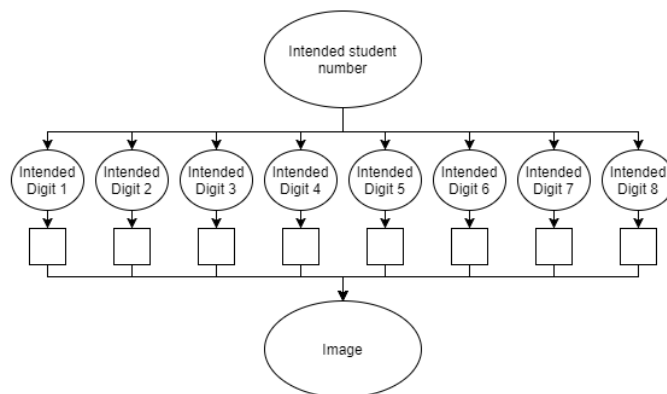 Intended student
number
Intended
Digit 1
Intended
Digit 2
Intended
Digit 3
Intended
Digit 4
Intended
Digit 5
Intended
Digit 6
Intended
Digit 7
Intended
Digit 8
Image